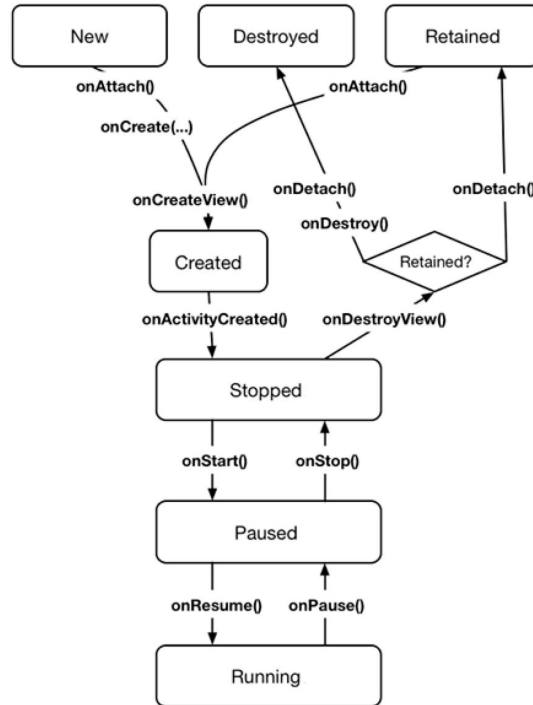 New
Destroyed
Retained
onAttach()
onAttach()
onCreate(...)
onCreateView()
onDetach()
onDetach()
onDestroy()
Created
Retained?
onActivityCreated()
onDestroyView()
Stopped
onStart()
onStop()
Paused
onResume()
onPause()
Running